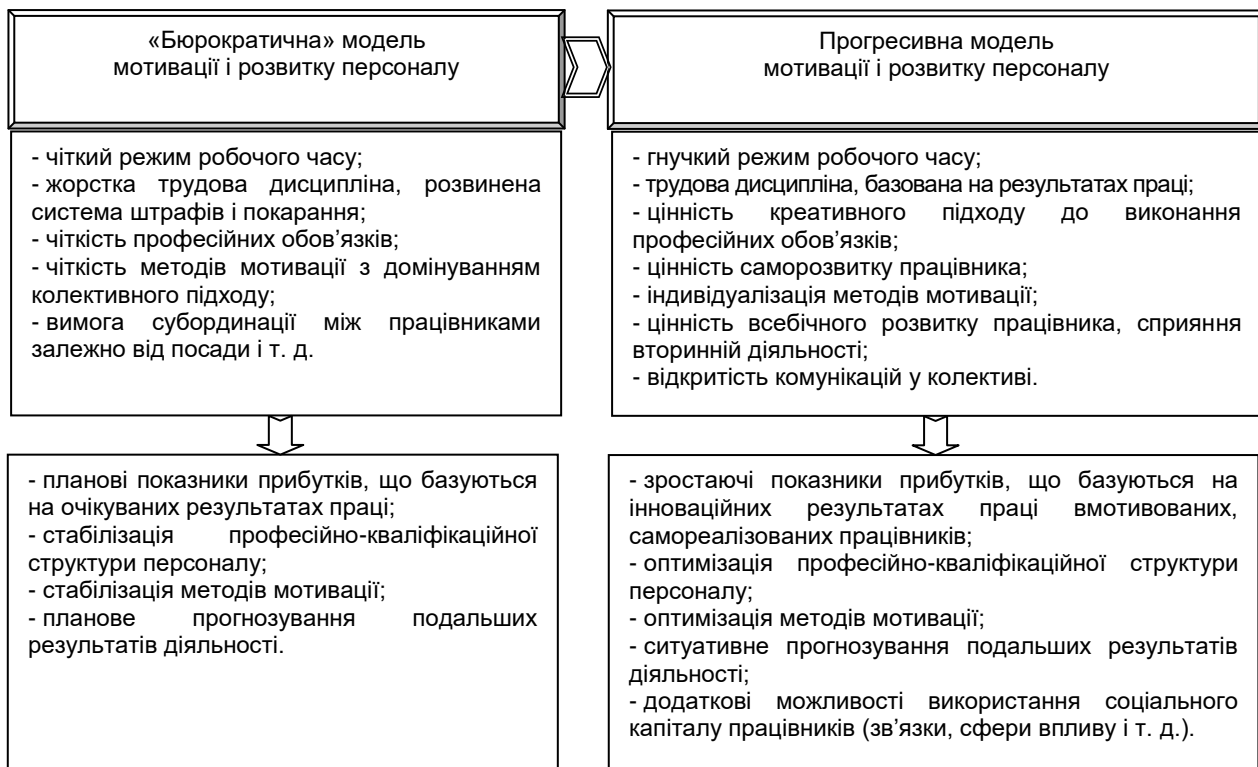 «Бюрократична» модель
мотивації і розвитку персоналу
Прогресивна модель
мотивації і розвитку персоналу
- чіткий режим робочого часу;
- жорстка трудова дисципліна, розвинена
система штрафів і покарання;
- чіткість професійних обов’язків;
- чіткість методів мотивації з домінуванням
колективного підходу;
- вимога субординації між працівниками
залежно від посади і т. д.
- гнучкий режим робочого часу;
- трудова дисципліна, базована на результатах праці;
- цінність креативного підходу до виконання
професійних обов’язків;
- цінність саморозвитку працівника;
- індивідуалізація методів мотивації;
- цінність всебічного розвитку працівника, сприяння
вторинній діяльності;
- відкритість комунікацій у колективі.
- планові показники прибутків, що базуються
на очікуваних результатах праці;
- стабілізація професійно-кваліфікаційної
структури персоналу;
- стабілізація методів мотивації;
- планове прогнозування подальших
результатів діяльності.
- зростаючі показники прибутків, що базуються на
інноваційних результатах праці вмотивованих,
самореалізованих працівників;
- оптимізація професійно-кваліфікаційної структури
персоналу;
- оптимізація методів мотивації;
- ситуативне прогнозування подальших результатів
діяльності;
- додаткові можливості використання соціального
капіталу працівників (зв’язки, сфери впливу і т. д.).